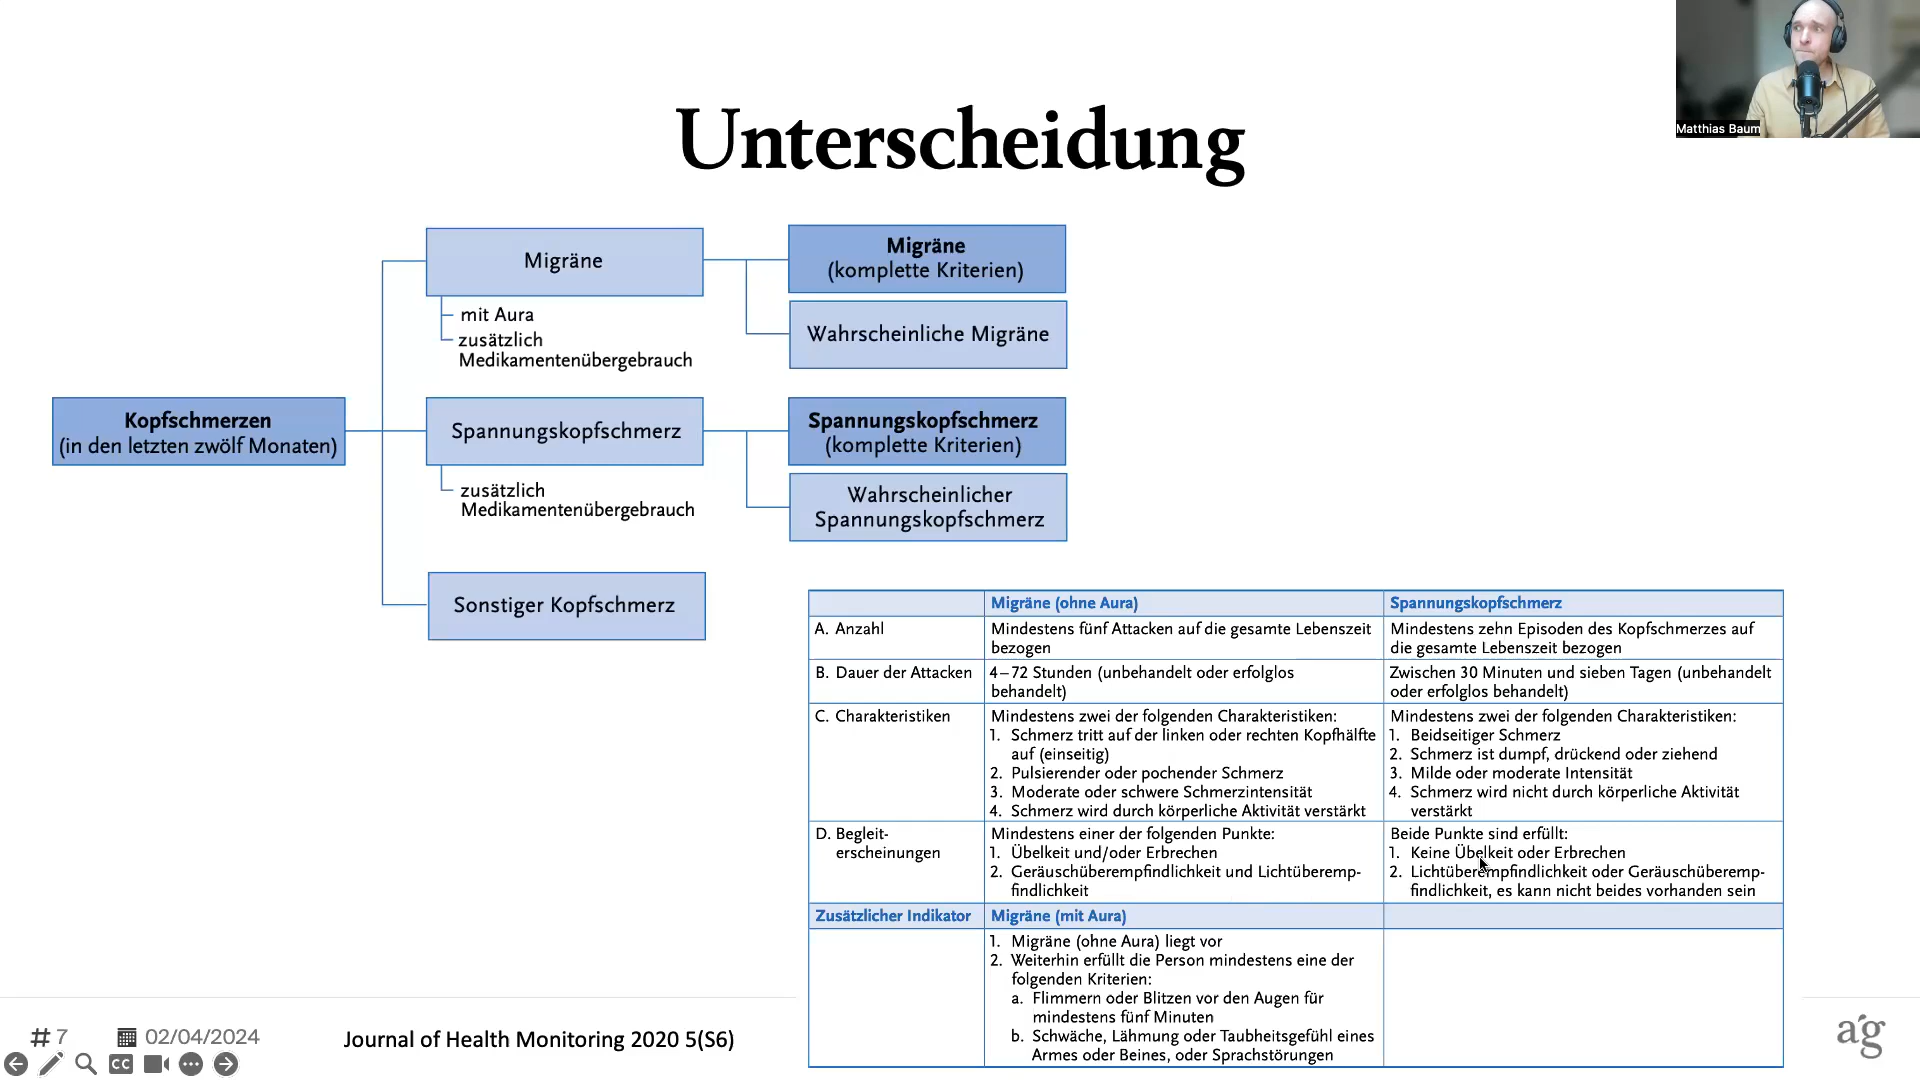 Matthias Baum
Unterscheidung
Kopfschmerzen
(in den letzten zwölf Monaten)
Migräne
mit Aura
zusätzlich
Medikamentenübergebrauch
Spannungskopfschmerz
zusätzlich
Medikamentenübergebrauch
Sonstiger Kopfschmerz
Migräne
(komplette Kriterien)
Wahrscheinliche Migräne
Spannungskopfschmerz
(komplette Kriterien)
Wahrscheinlicher
Spannungskopfschmerz
Migräne (ohne Aura)
Spannungskopfschmerz
A. Anzahl
Mindestens fünf Attacken auf die gesamte Lebenszeit
bezogen
Mindestens zehn Episoden des Kopfschmerzes auf
die gesamte Lebenszeit bezogen
B. Dauer der Attacken
4–72 Stunden (unbehandelt oder erfolglos
behandelt)
Zwischen 30 Minuten und sieben Tagen (unbehandelt
oder erfolglos behandelt)
C. Charakteristiken
Mindestens zwei der folgenden Charakteristiken:
1. Schmerz tritt auf der linken oder rechten Kopfhälfte
auf (einseitig)
2. Pulsierender oder pochender Schmerz
3. Moderate oder schwere Schmerzintensität
4. Schmerz wird durch körperliche Aktivität verstärkt
Mindestens zwei der folgenden Charakteristiken:
1. Beidseitiger Schmerz
2. Schmerz ist dumpf, drückend oder ziehend
3. Milde oder moderate Intensität
4. Schmerz wird nicht durch körperliche Aktivität
verstärkt
D. Begleit-
erscheinungen
Mindestens einer der folgenden Punkte:
1. Übelkeit und/oder Erbrechen
2. Geräuschüberempfindlichkeit und Lichtüberemp-
findlichkeit
Beide Punkte sind erfüllt:
1. Keine Übelkeit oder Erbrechen
2. Lichtüberempfindlichkeit oder Geräuschüberemp-
findlichkeit, es kann nicht beides vorhanden sein
Zusätzlicher Indikator
Migräne (mit Aura)
1. Migräne (ohne Aura) liegt vor
2. Weiterhin erfüllt die Person mindestens eine der
folgenden Kriterien:
a. Flimmern oder Blitzen vor den Augen für
mindestens fünf Minuten
b. Schwäche, Lähmung oder Taubheitsgefühl eines
Armes oder Beines, oder Sprachstörungen
# 7
02/04/2024
Journal of Health Monitoring 2020 5(S6)
CC
a'g